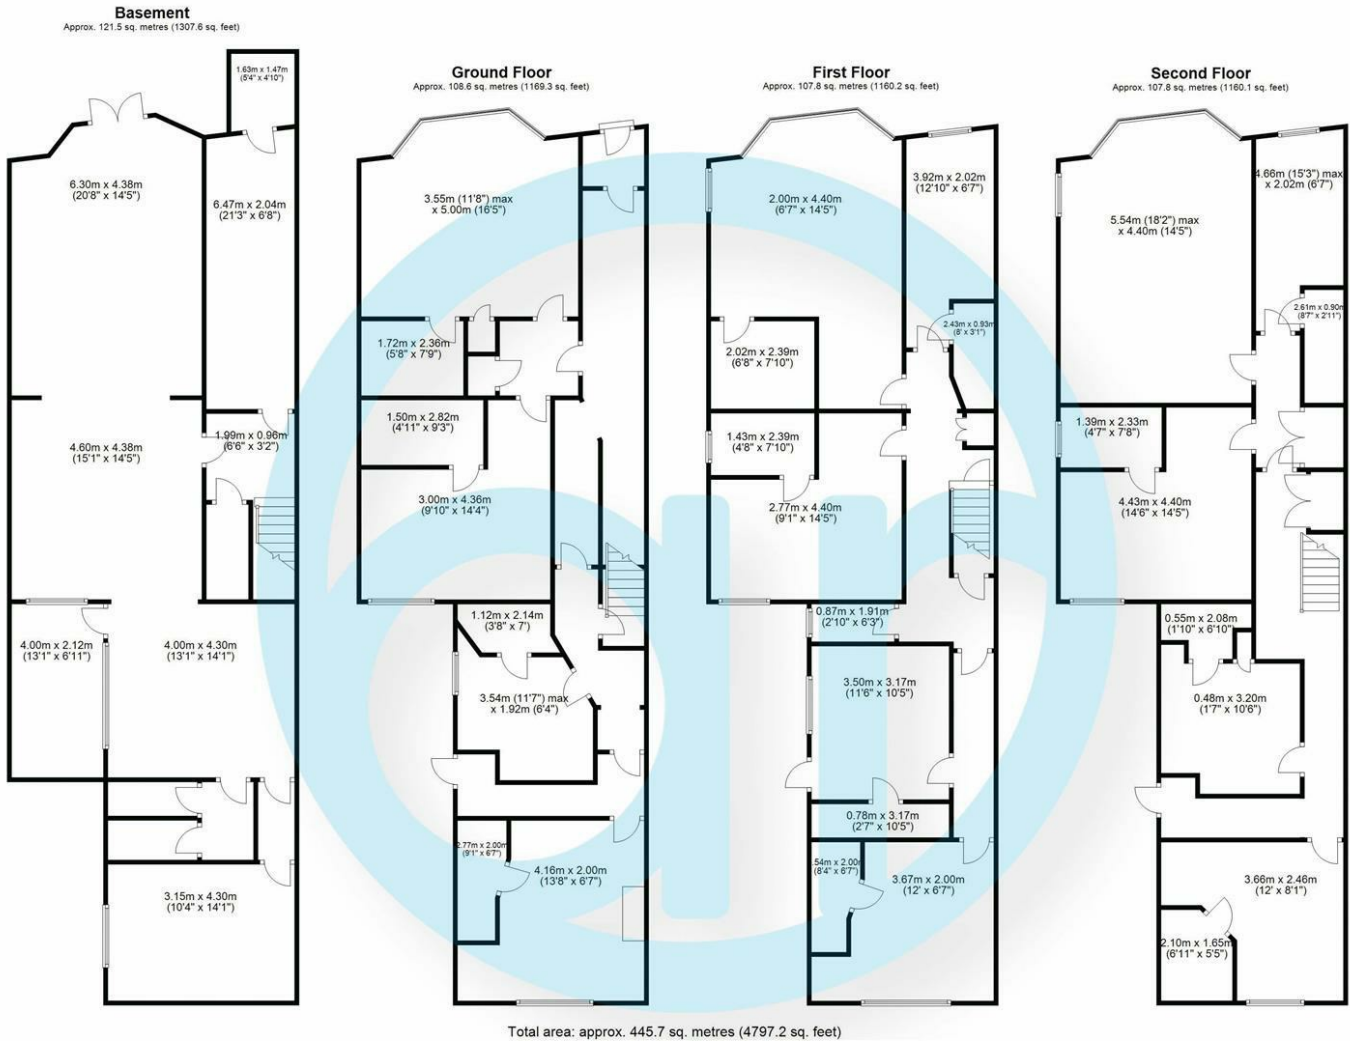 Basement
Approx. 121.5 sq. metres (1307.6 sq. feet)
1.63m x 1.47m
(5'4" x 4'10")
6.30m x 4.38m
(20'8" x 14'5")
6.47m x 2.04m
(21'3" x 6'8")
4.60m x 4.38m
(15'1" x 14'5")
1.99m x 0.96m
(6'6" x 3'2")
4.00m x 2.12m
(13'1" x 6'11")
4.00m x 4.30m
(13'1" x 14'1")
3.15m x 4.30m
(10'4" x 14'1")
Ground Floor
Approx. 108.6 sq. metres (1169.3 sq. feet)
3.55m (11'8") max
x 5.00m (16'5")
1.72m x 2.36m
(5'8" x 7'9")
1.50m x 2.82m
(4'11" x 9'3")
3.00m x 4.36m
(9'10" x 14'4")
1.12m x 2.14m
(3'8" x 7')
3.54m (11'7") max
x 1.92m (6'4")
2.77m x 2.00m
(9'1" x 6'7")
4.16m x 2.00m
(13'8" x 6'7")
First Floor
Approx. 107.8 sq. metres (1160.2 sq. feet)
2.00m x 4.40m
(6'7" x 14'5")
3.92m x 2.02m
(12'10" x 6'7")
2.43m x 0.93m
(8' x 3'1")
2.02m x 2.39m
(6'8" x 7'10")
1.43m x 2.39m
(4'8" x 7'10")
2.77m x 4.40m
(9'1" x 14'5")
0.87m x 1.91m
(2'10" x 6'3")
3.50m x 3.17m
(11'6" x 10'5")
0.78m x 3.17m
(2'7" x 10'5")
.54m x 2.00m
(8'4" x 6'7")
3.67m x 2.00m
(12' x 6'7")
Second Floor
Approx. 107.8 sq. metres (1160.1 sq. feet)
4.66m (15'3") max
x 2.02m (6'7")
5.54m (18'2") max
x 4.40m (14'5")
2.61m x 0.90m
(8'7" x 2'11")
1.39m x 2.33m
(4'7" x 7'8")
4.43m x 4.40m
(14'6" x 14'5")
0.55m x 2.08m
(1'10" x 6'10")
0.48m x 3.20m
(1'7" x 10'6")
3.66m x 2.46m
(12' x 8'1")
2.10m x 1.65m
(6'11" x 5'5")
Total area: approx. 445.7 sq. metres (4797.2 sq. feet)